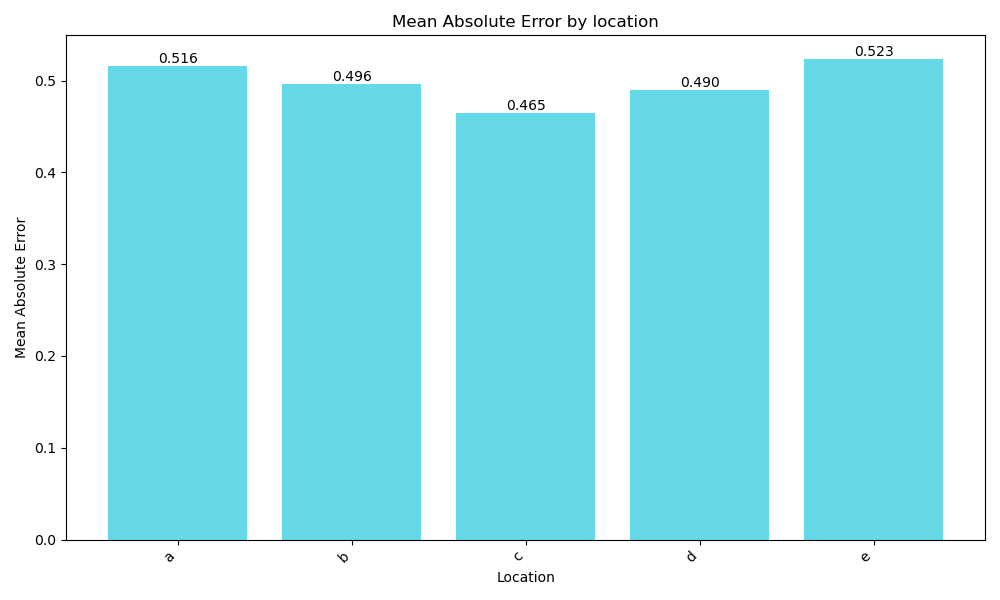 Mean Absolute Error by location
0.516
0.496
0.465
0.490
0.523
Mean Absolute Error
0.5
0.4
0.3
0.2
0.1
0.0
a
b
c
d
e
Location